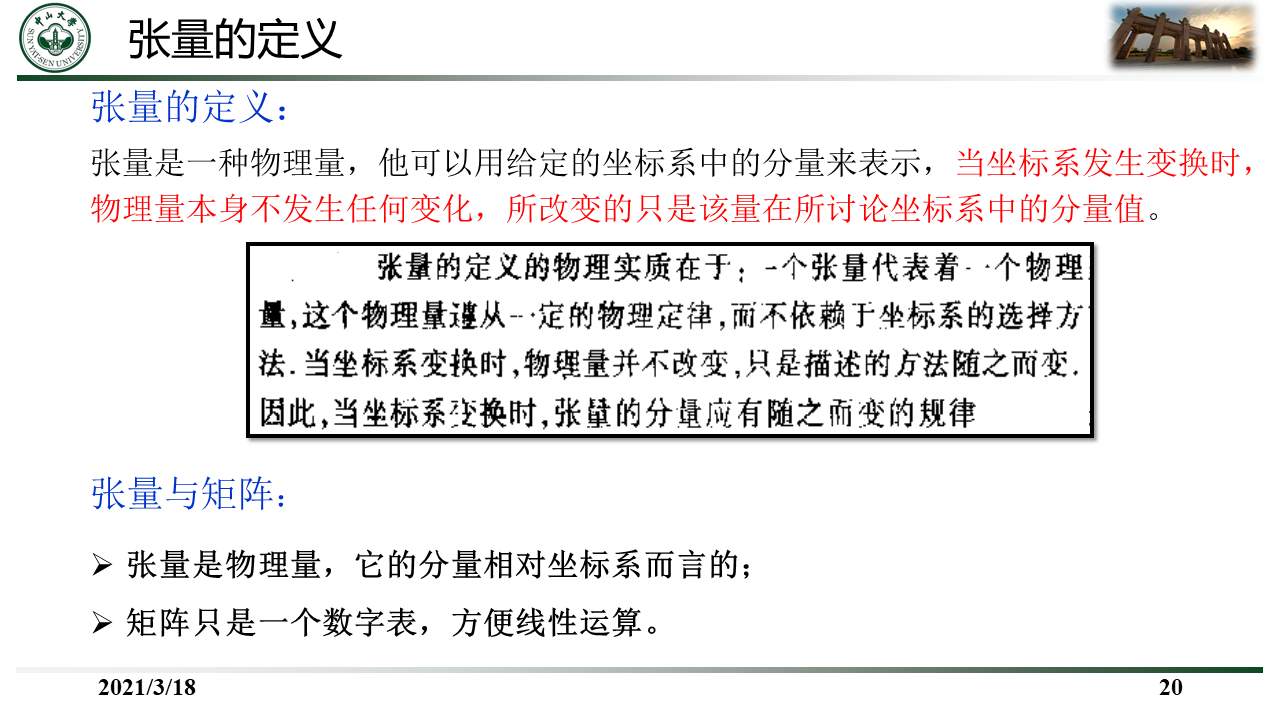 中山大学
SUN YAT-SEN UNIVERSITY
张量的定义
张量的定义：
张量是一种物理量，他可以用给定的坐标系中的分量来表示，当坐标系发生变换时，
物理量本身不发生任何变化，所改变的只是该量在所讨论坐标系中的分量值。
张量的定义的物理实质在于：一个张量代表着一个物理
量,这个物理量遵从一定的物理定律,而不依赖于坐标系的选择方
法.当坐标系变换时,物理量并不改变,只是描述的方法随之而变.
因此,当坐标系变换时,张量的分量应有随之而变的规律
张量与矩阵：
➢ 张量是物理量，它的分量相对坐标系而言的；
➢ 矩阵只是一个数字表，方便线性运算。
2021/3/18
20